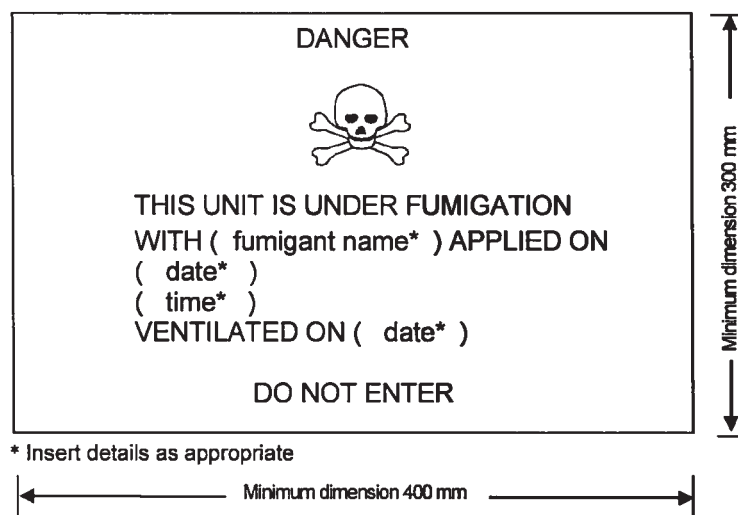 DANGER
THIS UNIT IS UNDER FUMIGATION
WITH ( fumigant name* ) APPLIED ON
( date* )
( time* )
VENTILATED ON ( date* )
DO NOT ENTER
* Insert details as appropriate
Minimum dimension 400 mm
Minimum dimension 300 mm